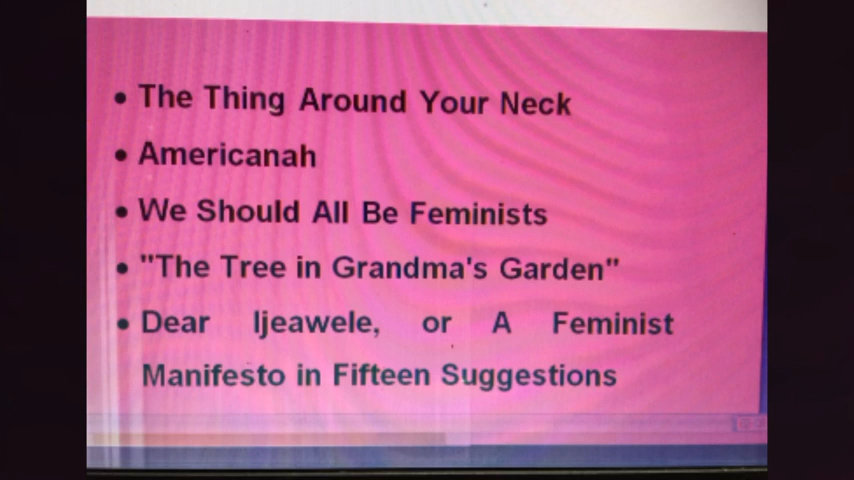 • The Thing Around Your Neck
• Americanah
• We Should All Be Feminists
• "The Tree in Grandma's Garden"
• Dear Ijeawele, or A Feminist
Manifesto in Fifteen Suggestions